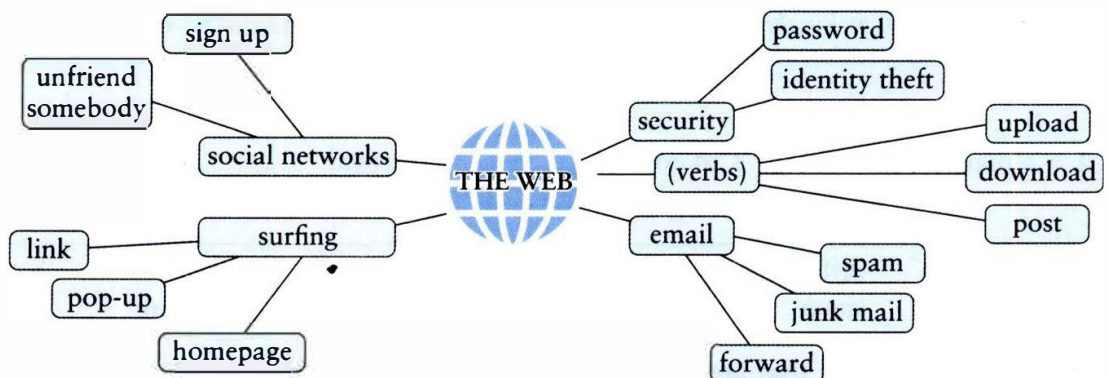 sign up
unfriend
somebody
social networks
THE WEB
surfing
link
pop-up
homepage
password
identity theft
security
(verbs)
upload
download
post
email
spam
junk mail
forward